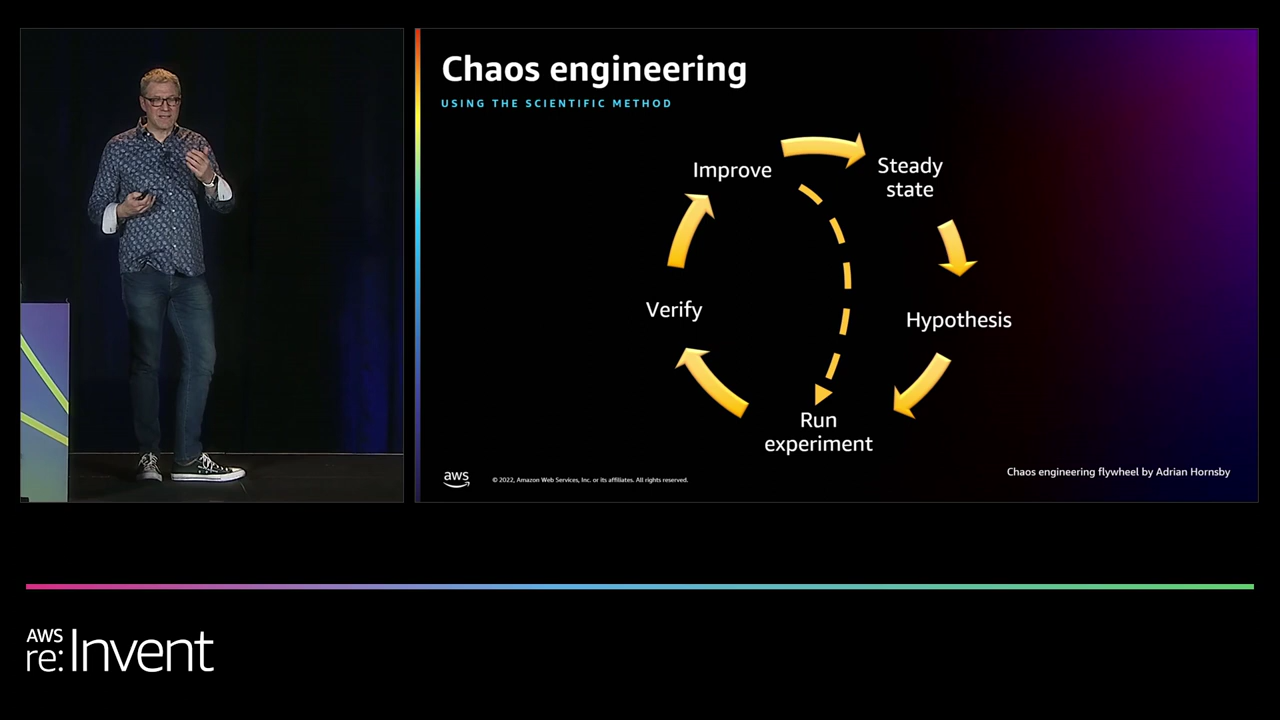 Chaos engineering
USING THE SCIENTIFIC METHOD
Improve
Steady
state
Verify
Hypothesis
Run
experiment
Chaos engineering flywheel by Adrian Hornsby
aws
© 2022, Amazon Web Services, Inc. or its affiliates. All rights reserved.
AWS
re:Invent